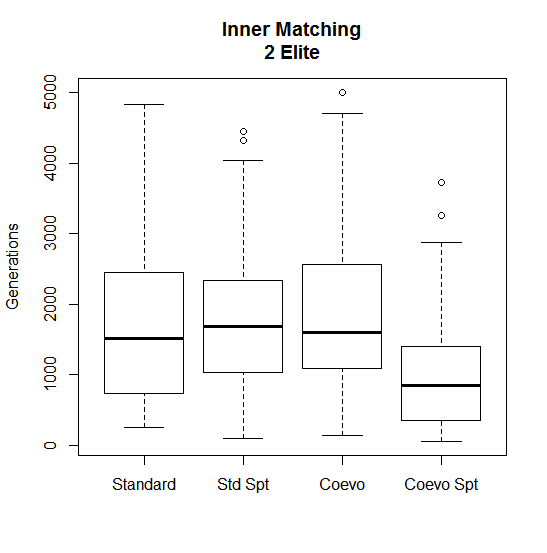 Inner Matching
2 Elite
Generations
5000
4000
3000
2000
1000
0
Standard
Std Spt
Coevo
Coevo Spt